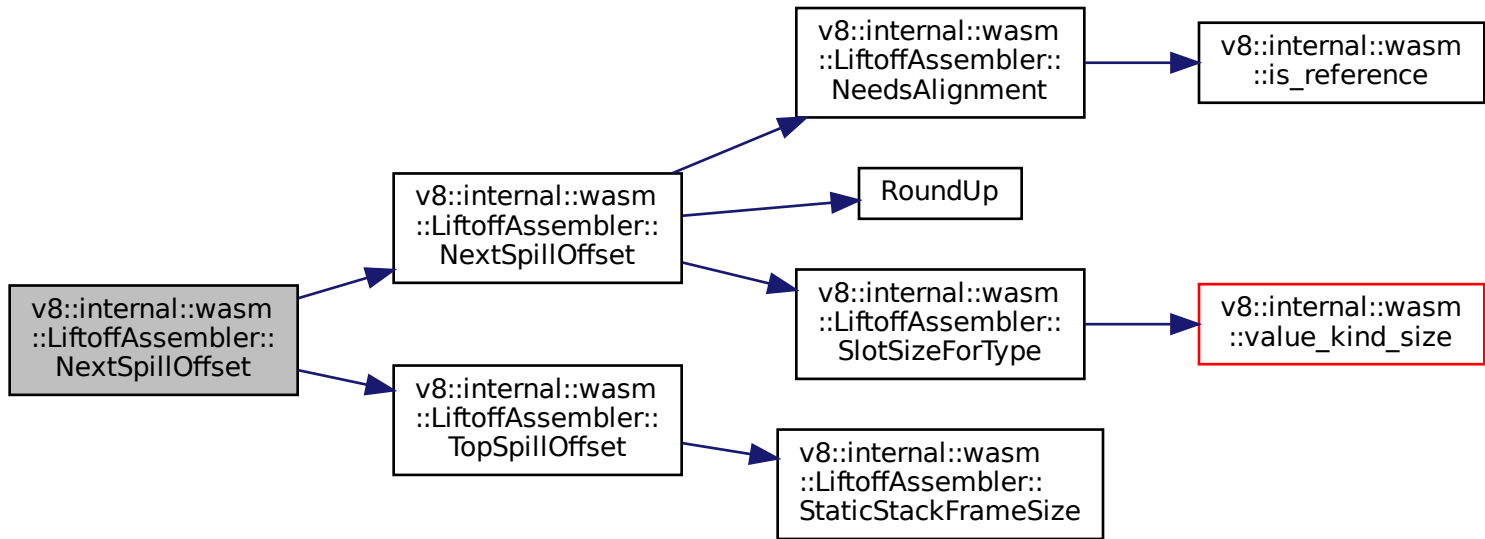 v8::internal::wasm
::LiftoffAssembler::
NextSpillOffset
v8::internal::wasm
::LiftoffAssembler::
NextSpillOffset
v8::internal::wasm
::LiftoffAssembler::
NeedsAlignment
v8::internal::wasm
::is_reference
RoundUp
v8::internal::wasm
::LiftoffAssembler::
SlotSizeForType
v8::internal::wasm
::value_kind_size
v8::internal::wasm
::LiftoffAssembler::
TopSpillOffset
v8::internal::wasm
::LiftoffAssembler::
StaticStackFrameSize